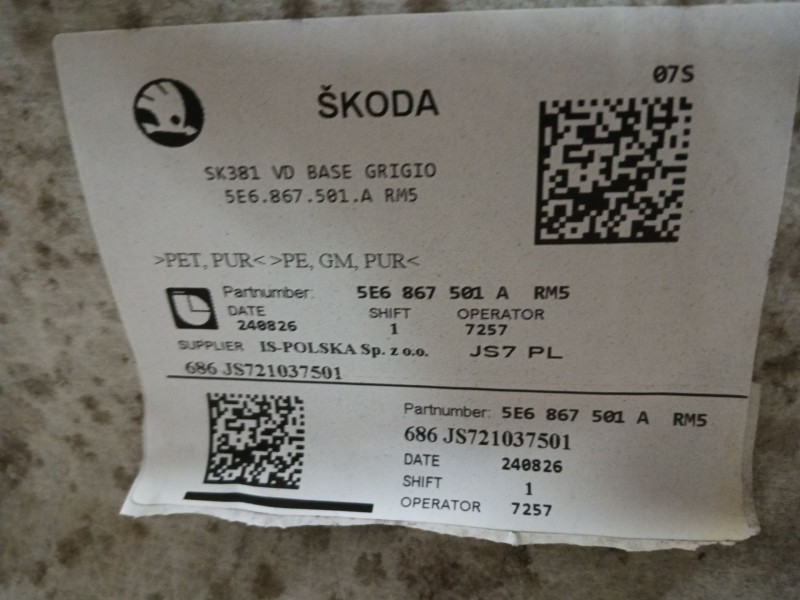 07S
ŠKODA
SK381 VD BASE GRIGIO
5E6.867.501.A RM5
>PET, PUR< >PE, GM, PUR<
Partnumber: 5E6 867 501 A RM5
DATE SHIFT OPERATOR
240826 1 7257
SUPPLIER IS-POLSKA Sp. z o.o. JS7 PL
686 JS721037501
Partnumber: 5E6 867 501 A RM5
686 JS721037501
DATE 240826
SHIFT 1
OPERATOR 7257